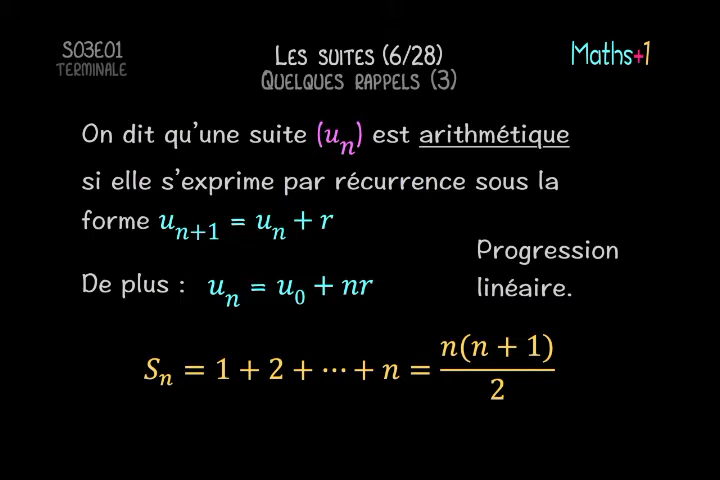 S03E01
TERMINALE
LES SUITES (6/28)
QUELQUES RAPPELS (3)
Maths+1
On dit qu'une suite (uₙ) est arithmétique
si elle s'exprime par récurrence sous la
forme uₙ₊₁ = uₙ + r
De plus : uₙ = u₀ + nr
Progression
linéaire.
Sₙ = 1 + 2 + ⋯ + n = n(n + 1)/2